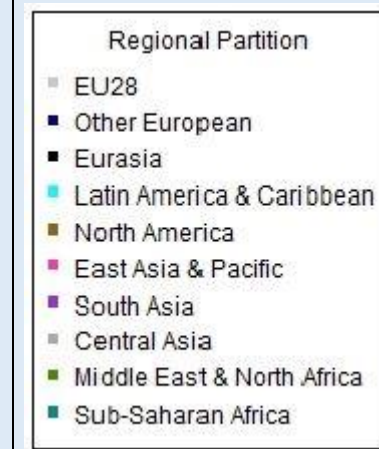 Regional Partition
EU28
Other European
Eurasia
Latin America & Caribbean
North America
East Asia & Pacific
South Asia
Central Asia
Middle East & North Africa
Sub-Saharan Africa